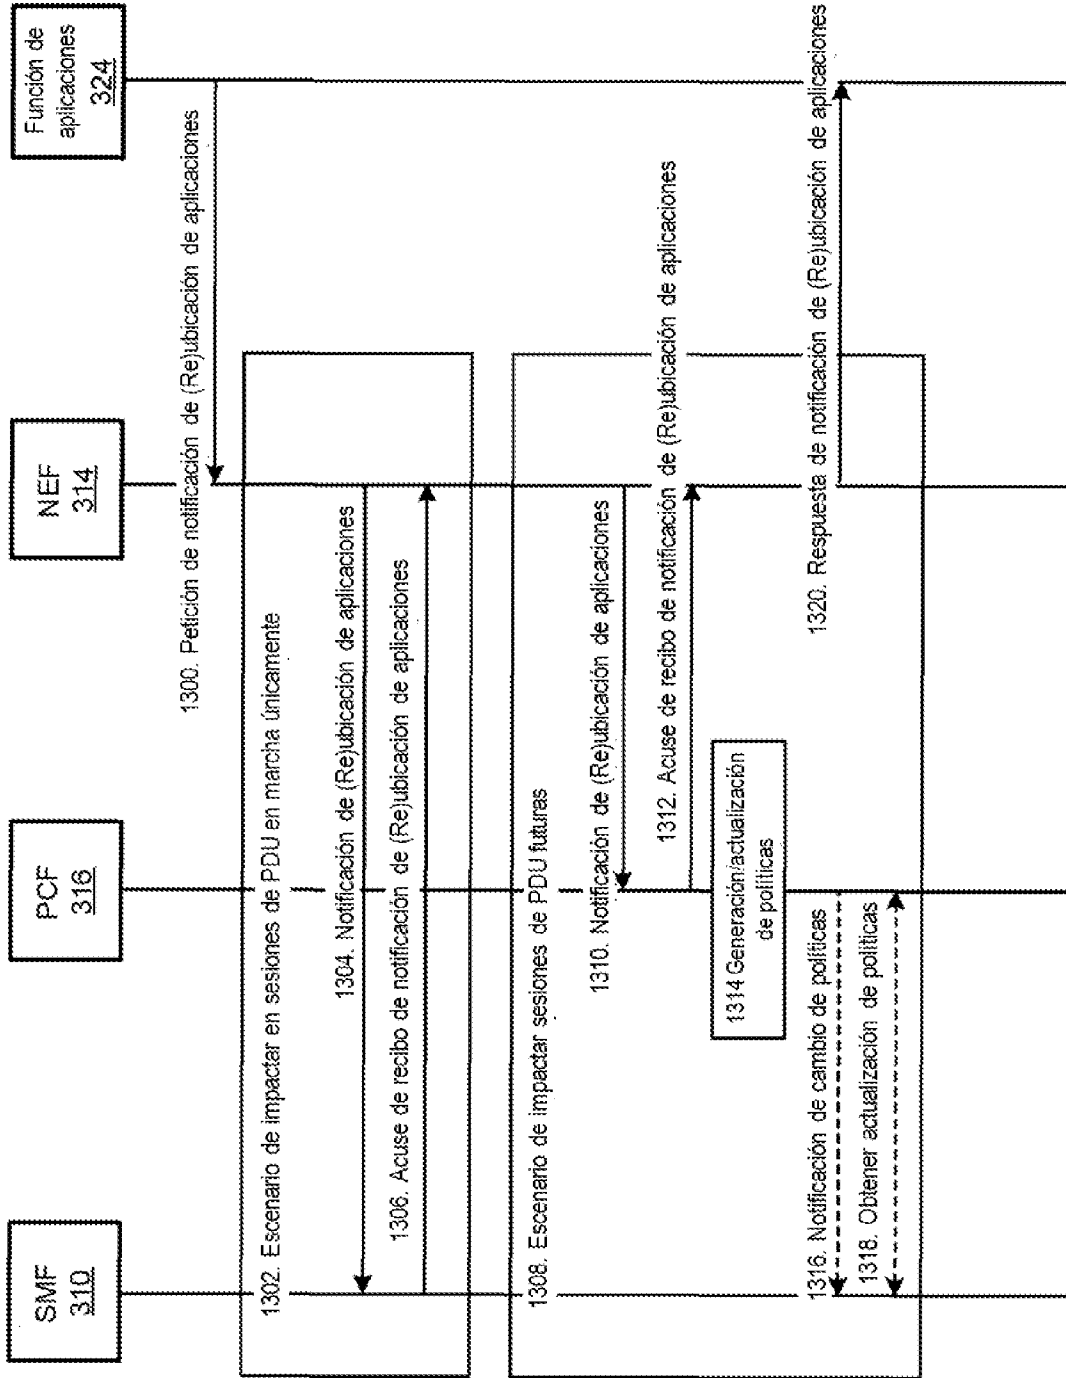 SMF
310
PCF
316
NEF
314
Función de
aplicaciones
324
1300. Petición de notificación de (Re)ubicación de aplicaciones
1302. Escenario de impactar en sesiones de PDU en marcha únicamente
1304. Notificación de (Re)ubicación de aplicaciones
1306. Acuse de recibo de notificación de (Re)ubicación de aplicaciones
1308. Escenario de impactar sesiones de PDU futuras
1310. Notificación de (Re)ubicación de aplicaciones
1312. Acuse de recibo de notificación de (Re)ubicación de aplicaciones
1314 Generación/actualización
de políticas
1316. Notificación de cambio de políticas
1318. Obtener actualización de políticas
1320. Respuesta de notificación de (Re)ubicación de aplicaciones